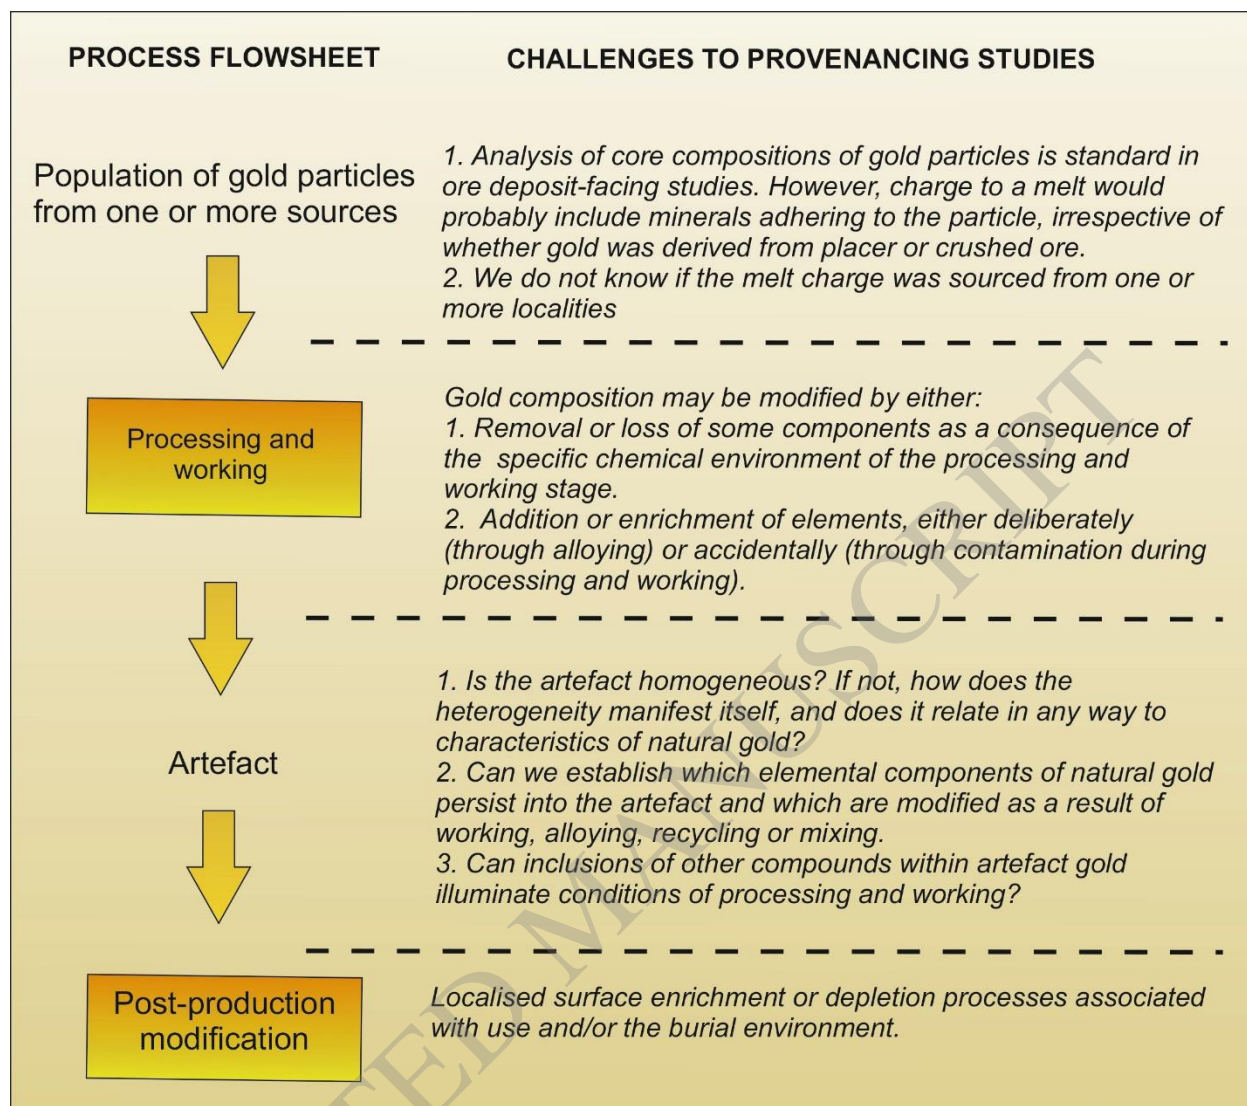 PROCESS FLOWSHEET
CHALLENGES TO PROVENANCING STUDIES
Population of gold particles
from one or more sources
1. Analysis of core compositions of gold particles is standard in
ore deposit-facing studies. However, charge to a melt would
probably include minerals adhering to the particle, irrespective of
whether gold was derived from placer or crushed ore.
2. We do not know if the melt charge was sourced from one or
more localities
Processing and
working
Gold composition may be modified by either:
1. Removal or loss of some components as a consequence of
the specific chemical environment of the processing and
working stage.
2. Addition or enrichment of elements, either deliberately
(through alloying) or accidentally (through contamination during
processing and working).
Artefact
1. Is the artefact homogeneous? If not, how does the
heterogeneity manifest itself, and does it relate in any way to
characteristics of natural gold?
2. Can we establish which elemental components of natural gold
persist into the artefact and which are modified as a result of
working, alloying, recycling or mixing.
3. Can inclusions of other compounds within artefact gold
illuminate conditions of processing and working?
Post-production
modification
Localised surface enrichment or depletion processes associated
with use and/or the burial environment.
TED MANUSCRIPT